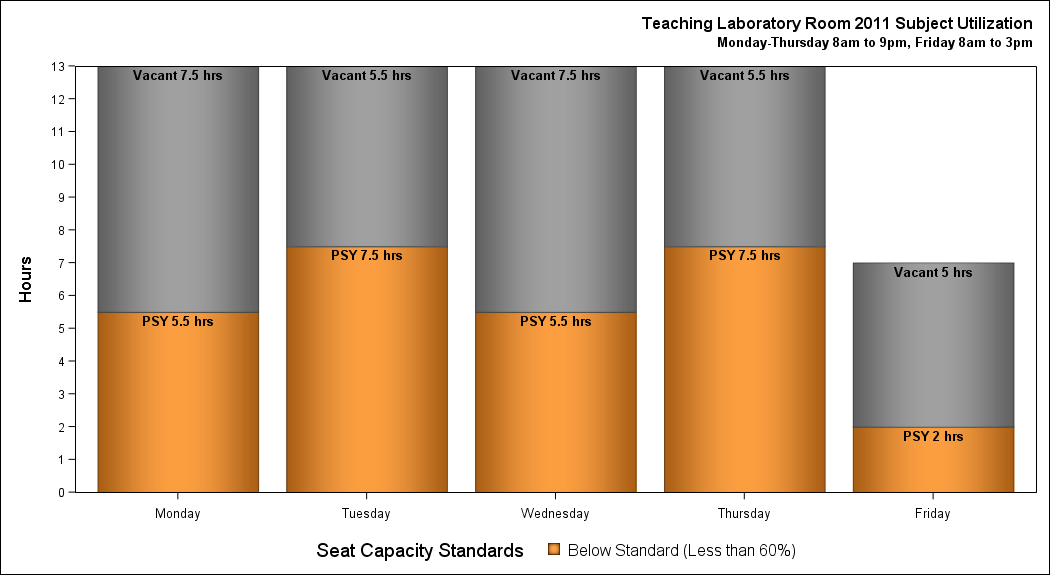 Teaching Laboratory Room 2011 Subject Utilization
Monday-Thursday 8am to 9pm, Friday 8am to 3pm
Hours
13
12
11
10
9
8
7
6
5
4
3
2
1
0
Vacant 7.5 hrs
PSY 5.5 hrs
Vacant 5.5 hrs
PSY 7.5 hrs
Vacant 7.5 hrs
PSY 5.5 hrs
Vacant 5.5 hrs
PSY 7.5 hrs
Vacant 5 hrs
PSY 2 hrs
Monday Tuesday Wednesday Thursday Friday
Seat Capacity Standards Below Standard (Less than 60%)